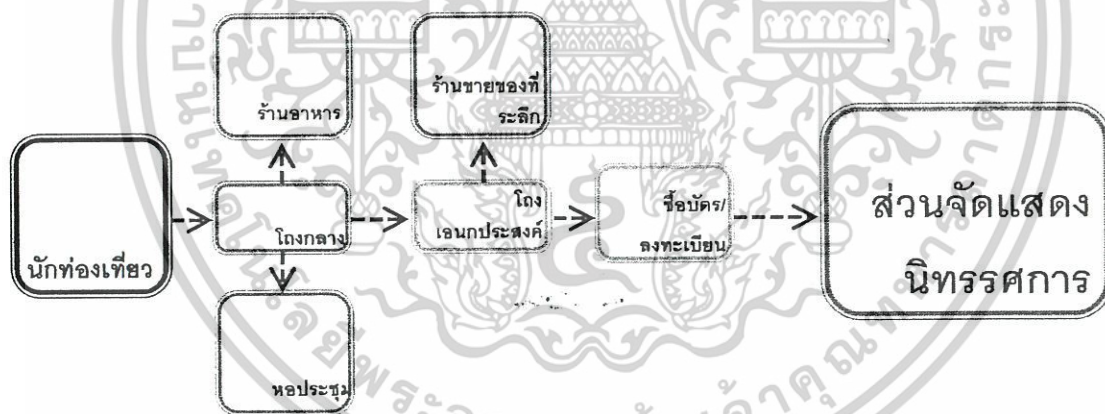 ร้านอาหาร
ร้านขายของที่
ระลึก
นักท่องเที่ยว
โถงกลาง
โถง
เอนกประสงค์
ซื้อบัตร/
ลงทะเบียน
ส่วนจัดแสดง
นิทรรศการ
หอประชุม